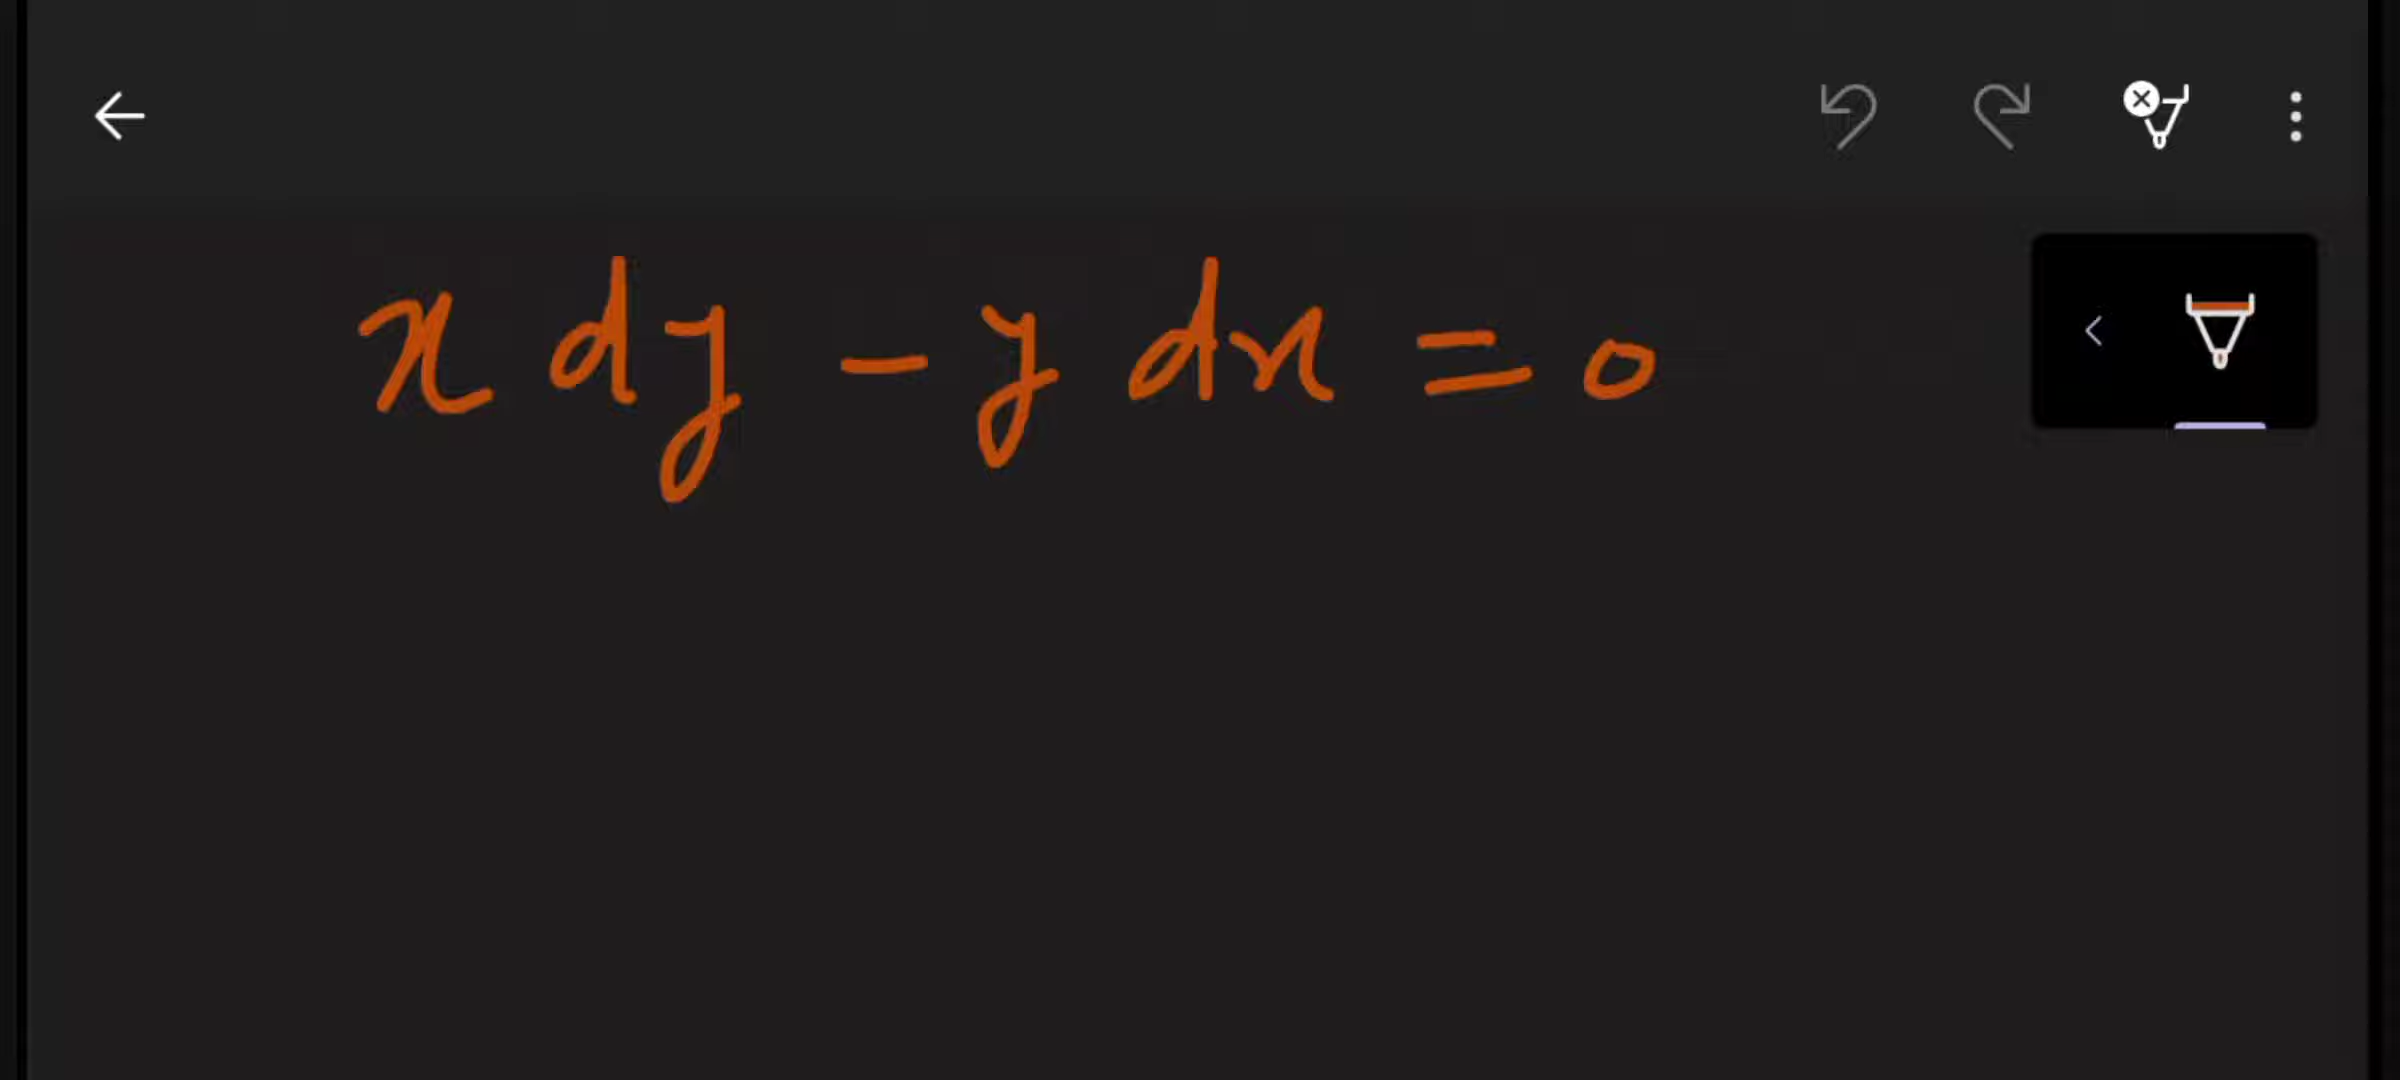 x dy - y dx = 0